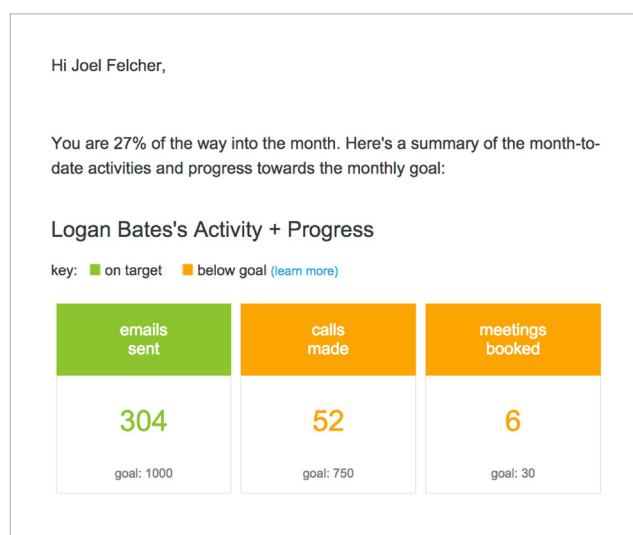 Hi Joel Felcher,
You are 27% of the way into the month. Here's a summary of the month-to-
date activities and progress towards the monthly goal:
Logan Bates's Activity + Progress
key: on target below goal (learn more)
emails
sent
304
goal: 1000
calls
made
52
goal: 750
meetings
booked
6
goal: 30